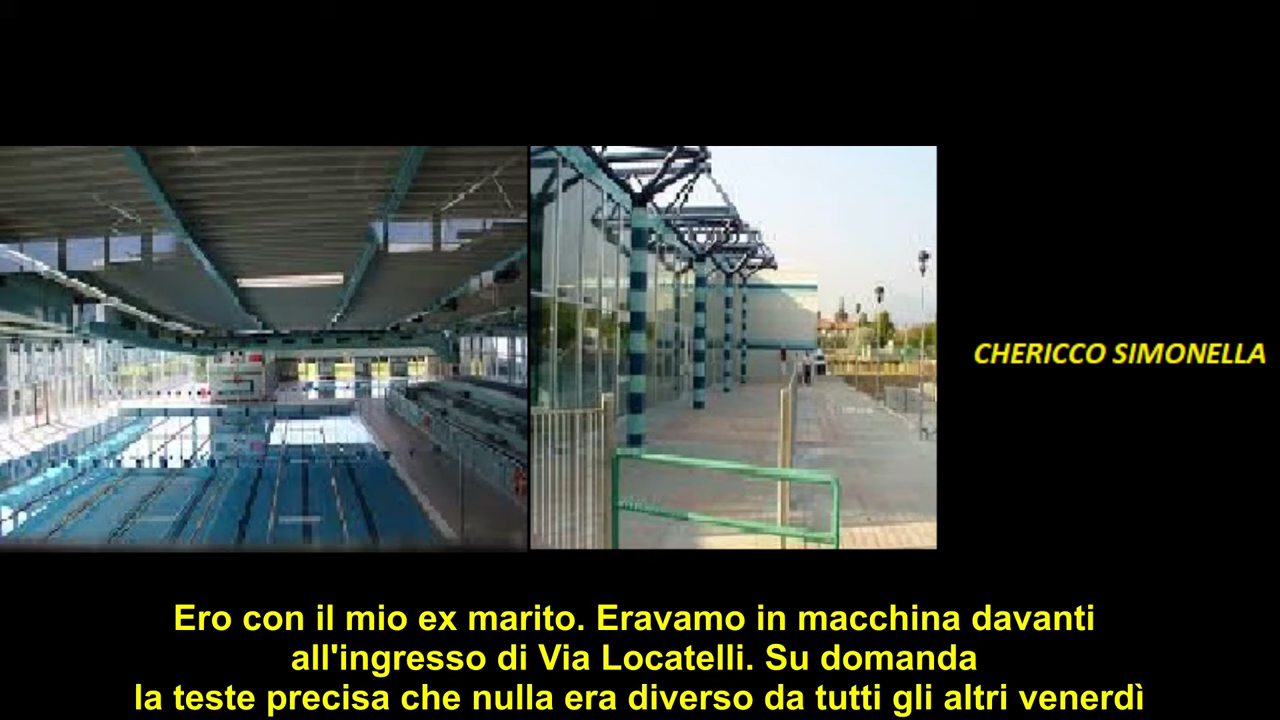 CHERICCO SIMONELLA
Ero con il mio ex marito. Eravamo in macchina davanti
all'ingresso di Via Locatelli. Su domanda
la teste precisa che nulla era diverso da tutti gli altri venerdì